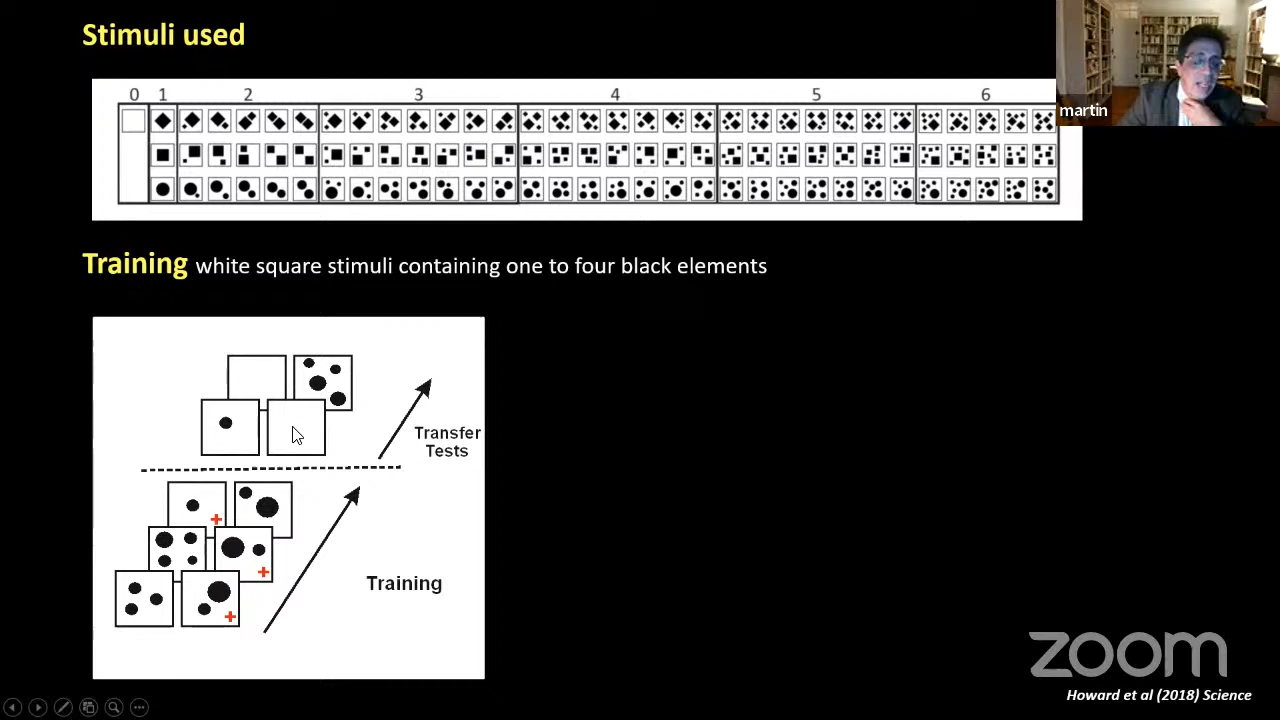 Stimuli used
0 1 2 3 4 5 6
martin
Training white square stimuli containing one to four black elements
Transfer
Tests
+
+
+
Training
zoom
Howard et al (2018) Science